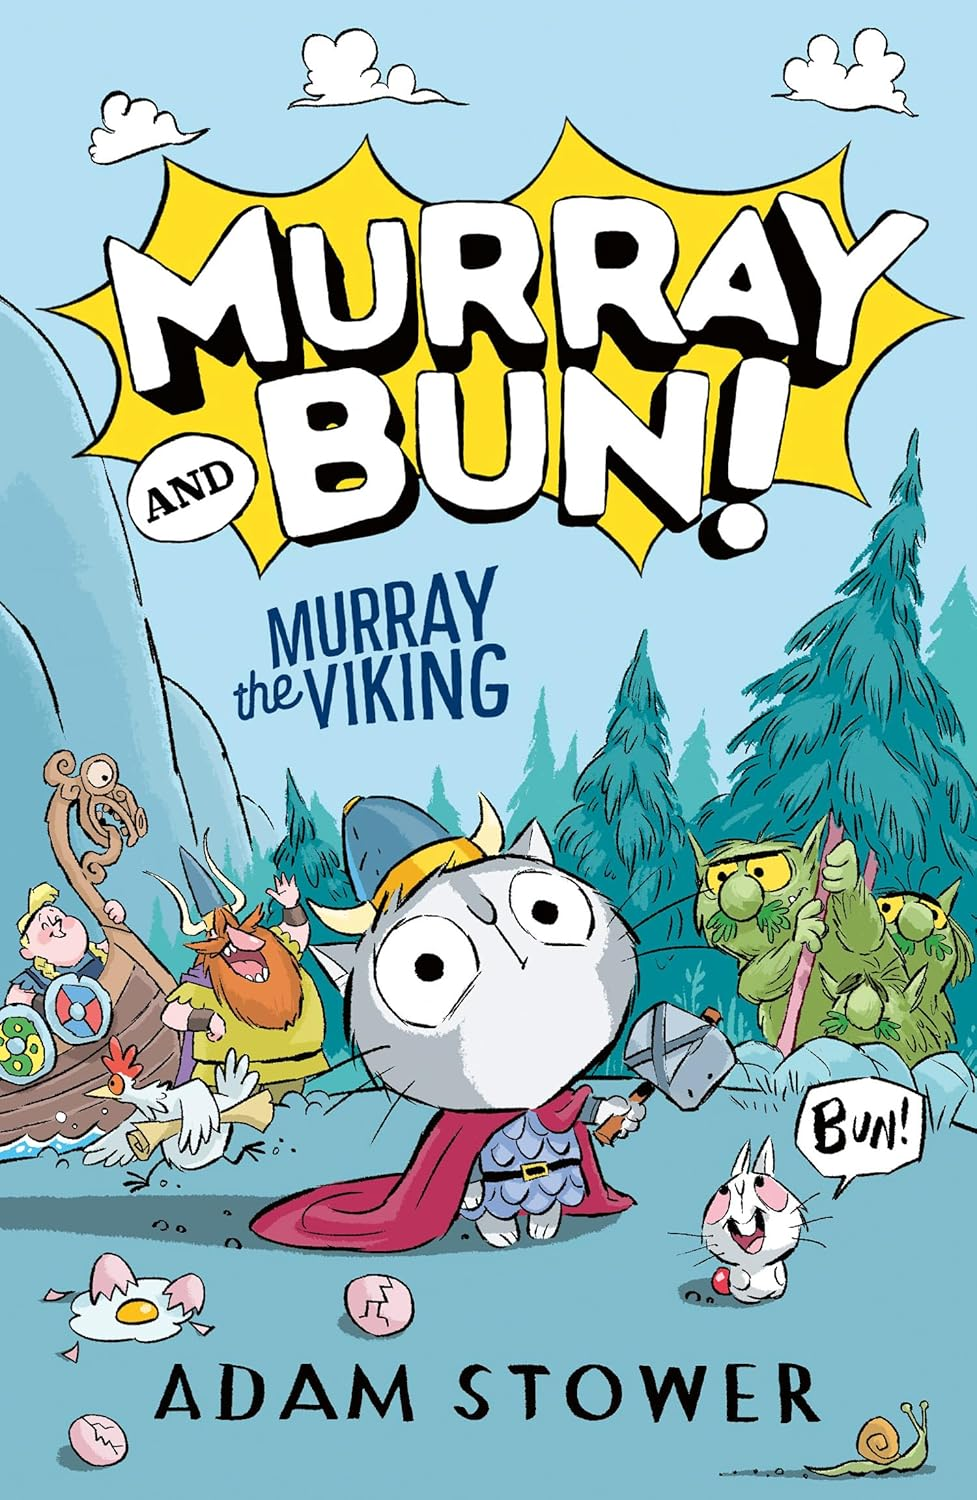 MURRAY
AND BUN!
MURRAY
the VIKING
BUN!
ADAM STOWER